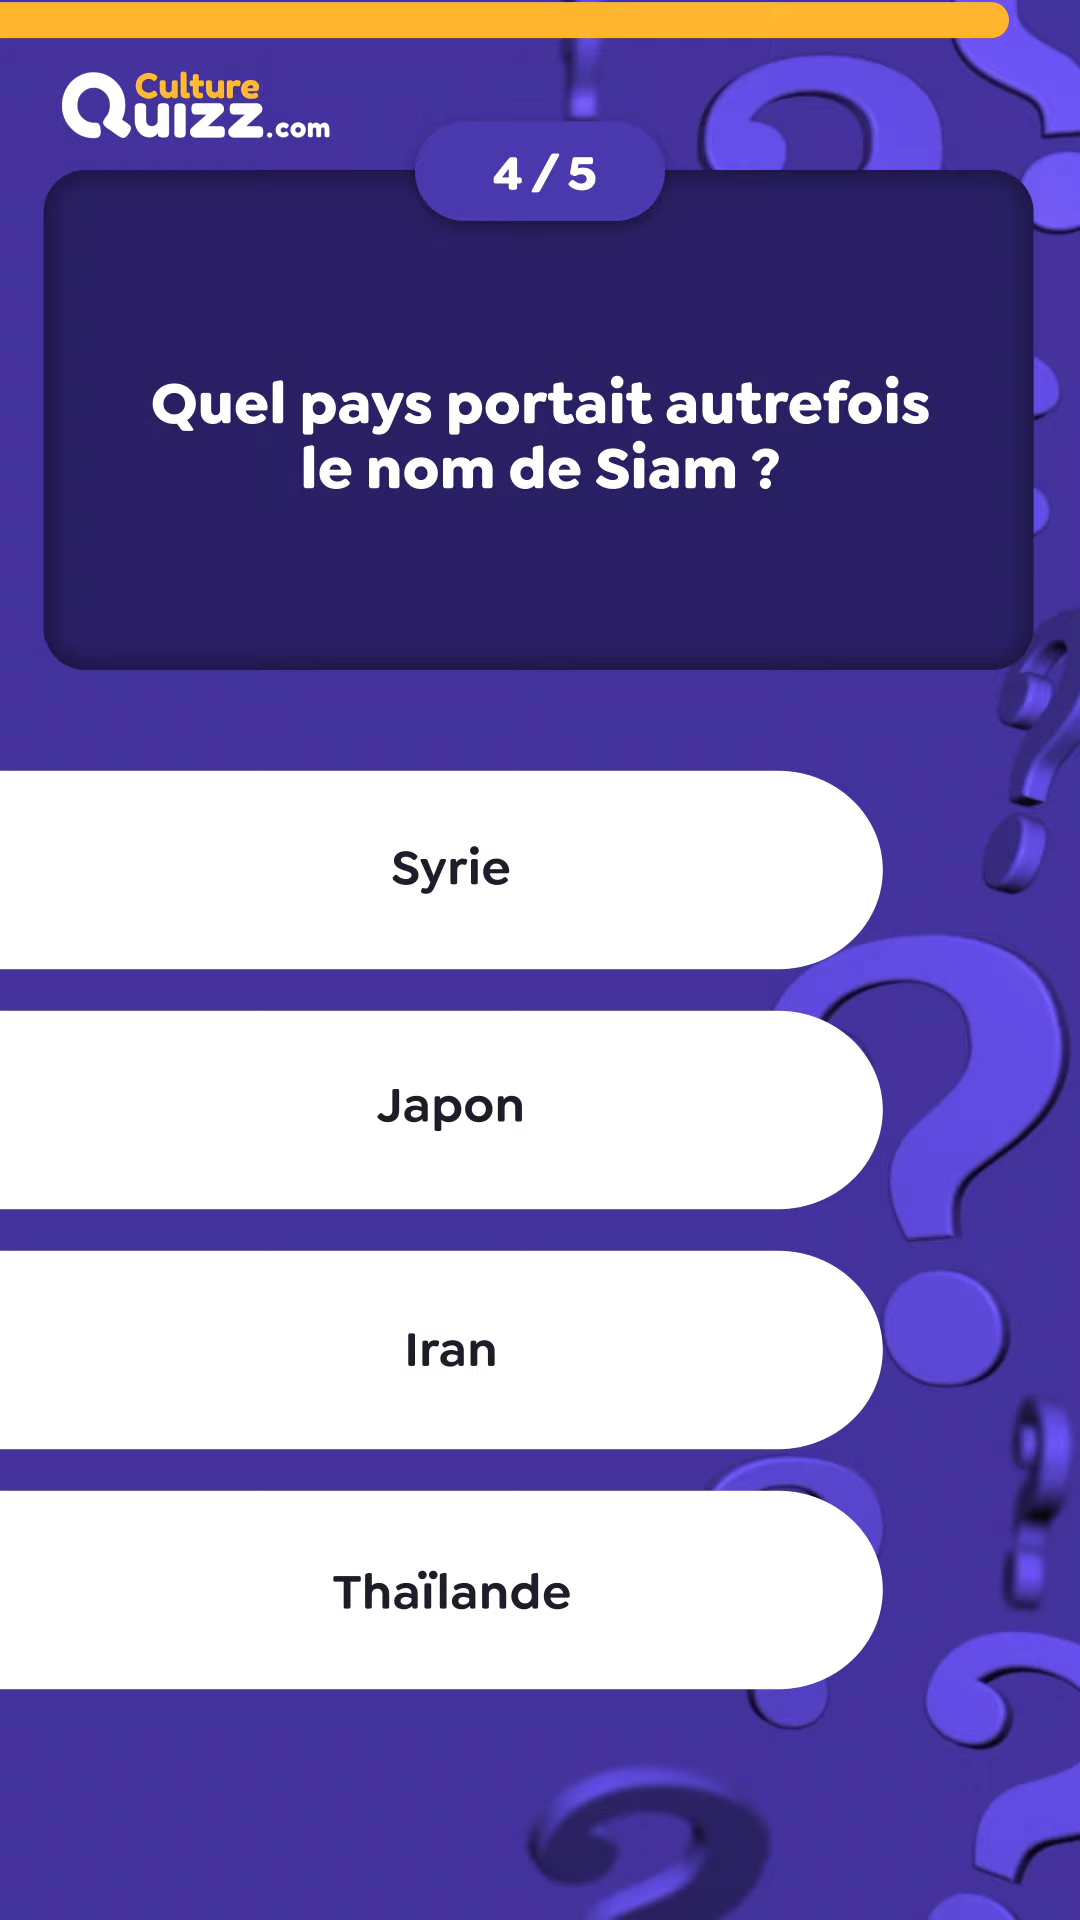 Culture
Quizz.com
4 / 5
Quel pays portait autrefois
le nom de Siam ?
Syrie
Japon
Iran
Thaïlande